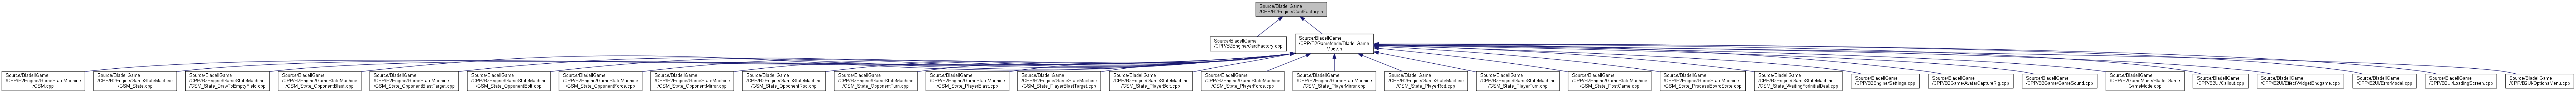 Source/BladeIIGame
/CPP/B2Engine/CardFactory.h
Source/BladeIIGame
/CPP/B2Engine/CardFactory.cpp
Source/BladeIIGame
/CPP/B2GameMode/BladeIIGame
Mode.h
Source/BladeIIGame
/CPP/B2Engine/GameStateMachine
/GSM.cpp
Source/BladeIIGame
/CPP/B2Engine/GameStateMachine
/GSM_State.cpp
Source/BladeIIGame
/CPP/B2Engine/GameStateMachine
/GSM_State_DrawToEmptyField.cpp
Source/BladeIIGame
/CPP/B2Engine/GameStateMachine
/GSM_State_OpponentBlast.cpp
Source/BladeIIGame
/CPP/B2Engine/GameStateMachine
/GSM_State_OpponentBlastTarget.cpp
Source/BladeIIGame
/CPP/B2Engine/GameStateMachine
/GSM_State_OpponentBolt.cpp
Source/BladeIIGame
/CPP/B2Engine/GameStateMachine
/GSM_State_OpponentForce.cpp
Source/BladeIIGame
/CPP/B2Engine/GameStateMachine
/GSM_State_OpponentMirror.cpp
Source/BladeIIGame
/CPP/B2Engine/GameStateMachine
/GSM_State_OpponentRod.cpp
Source/BladeIIGame
/CPP/B2Engine/GameStateMachine
/GSM_State_OpponentTurn.cpp
Source/BladeIIGame
/CPP/B2Engine/GameStateMachine
/GSM_State_PlayerBlast.cpp
Source/BladeIIGame
/CPP/B2Engine/GameStateMachine
/GSM_State_PlayerBlastTarget.cpp
Source/BladeIIGame
/CPP/B2Engine/GameStateMachine
/GSM_State_PlayerBolt.cpp
Source/BladeIIGame
/CPP/B2Engine/GameStateMachine
/GSM_State_PlayerForce.cpp
Source/BladeIIGame
/CPP/B2Engine/GameStateMachine
/GSM_State_PlayerMirror.cpp
Source/BladeIIGame
/CPP/B2Engine/GameStateMachine
/GSM_State_PlayerRod.cpp
Source/BladeIIGame
/CPP/B2Engine/GameStateMachine
/GSM_State_PlayerTurn.cpp
Source/BladeIIGame
/CPP/B2Engine/GameStateMachine
/GSM_State_PostGame.cpp
Source/BladeIIGame
/CPP/B2Engine/GameStateMachine
/GSM_State_ProcessBoardState.cpp
Source/BladeIIGame
/CPP/B2Engine/GameStateMachine
/GSM_State_WaitingForInitialDeal.cpp
Source/BladeIIGame
/CPP/B2Engine/Settings.cpp
Source/BladeIIGame
/CPP/B2Game/AvatarCaptureRig.cpp
Source/BladeIIGame
/CPP/B2Game/GameSound.cpp
Source/BladeIIGame
/CPP/B2GameMode/BladeIIGame
GameMode.cpp
Source/BladeIIGame
/CPP/B2UI/Callout.cpp
Source/BladeIIGame
/CPP/B2UI/EffectWidgetEndgame.cpp
Source/BladeIIGame
/CPP/B2UI/ErrorModal.cpp
Source/BladeIIGame
/CPP/B2UI/LoadingScreen.cpp
Source/BladeIIGame
/CPP/B2UI/OptionsMenu.cpp